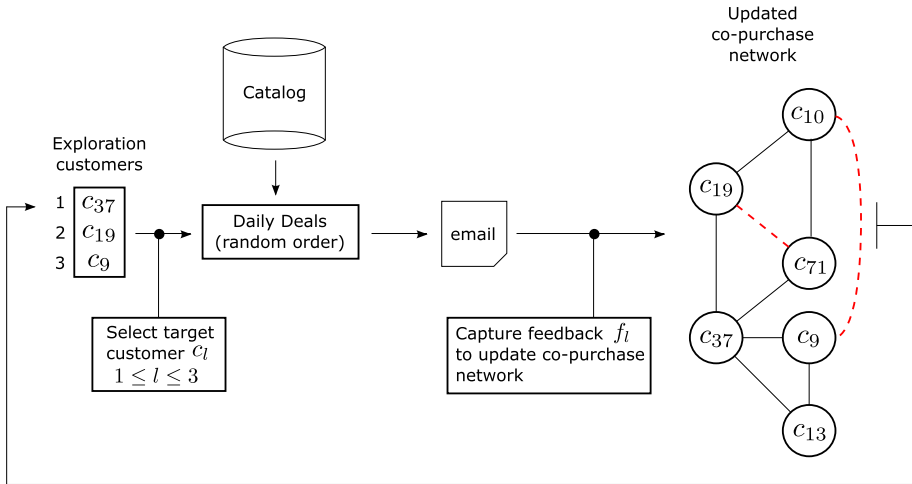 Updated
co-purchase
network
Catalog
Exploration
customers
1 c₃₇
2 c₁₉
3 c₉
Daily Deals
(random order)
email
Select target
customer cₗ
1 ≤ l ≤ 3
Capture feedback fₗ
to update co-purchase
network
c₁₀
c₁₉
c₇₁
c₃₇
c₉
c₁₃